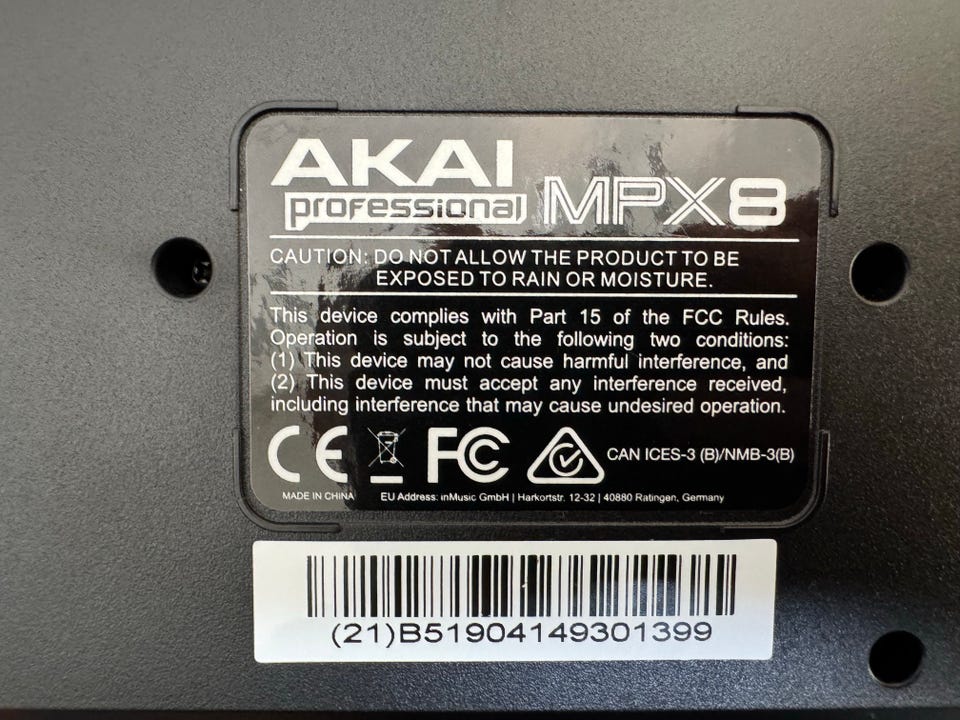 AKAI
professional MPX8
CAUTION: DO NOT ALLOW THE PRODUCT TO BE
EXPOSED TO RAIN OR MOISTURE.
This device complies with Part 15 of the FCC Rules.
Operation is subject to the following two conditions:
(1) This device may not cause harmful interference, and
(2) This device must accept any interference received,
including interference that may cause undesired operation.
CE FC CAN ICES-3 (B)/NMB-3(B)
MADE IN CHINA EU Address: inMusic GmbH | Harkortstr. 12-32 | 40880 Ratingen, Germany
(21)B51904149301399